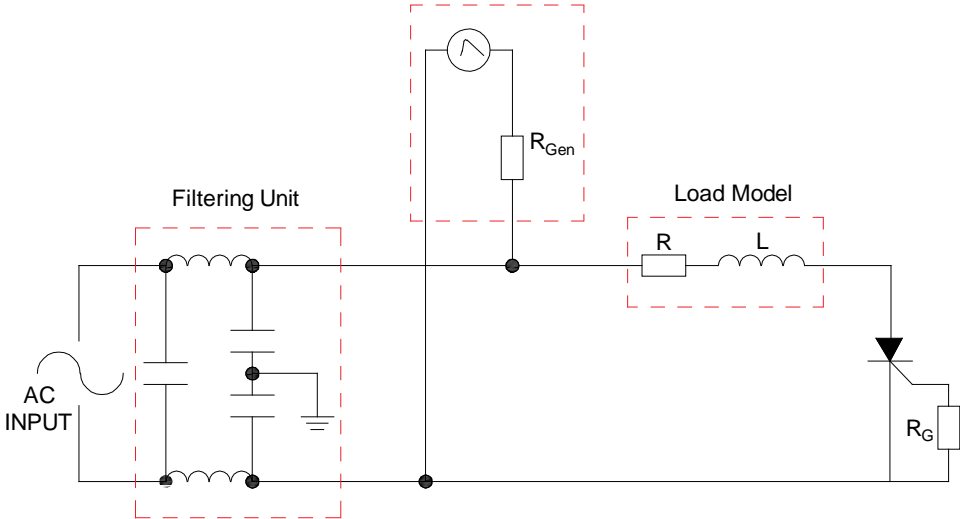 R_Gen
Filtering Unit
Load Model
R
L
AC
INPUT
R_G